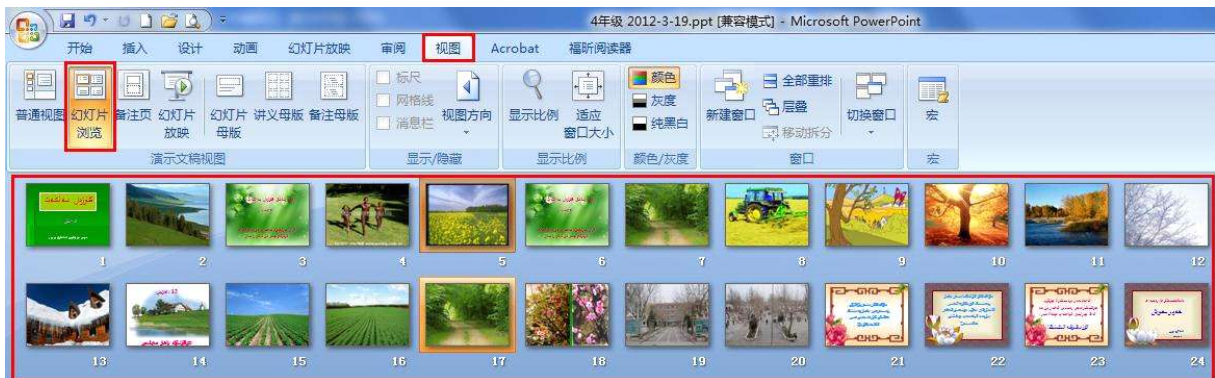 4年级 2012-3-19.ppt [兼容模式] - Microsoft PowerPoint
开始 插入 设计 动画 幻灯片放映 审阅 视图 Acrobat 福昕阅读器
普通视图 幻灯片浏览 备注页 幻灯片放映 幻灯片母版 讲义母版 备注母版
标尺
网格线
消息栏
视图方向 显示比例 适应窗口大小
颜色
灰度
纯黑白
新建窗口
全部重排
层叠
移动拆分
切换窗口 宏
演示文稿视图 显示/隐藏 显示比例 颜色/灰度 窗口 宏
1 2 3 4 5 6 7 8 9 10 11 12
13 14 15 16 17 18 19 20 21 22 23 24